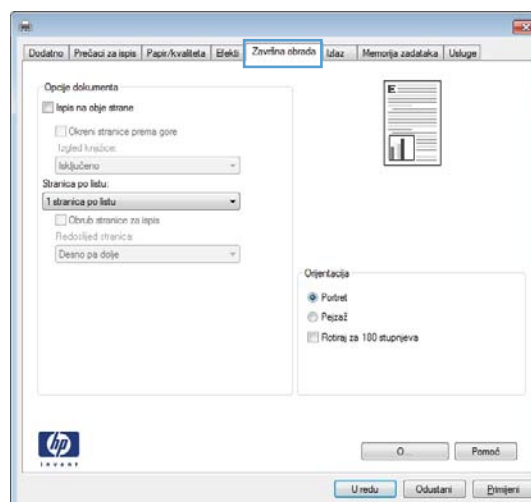 Dodatno Prečaci za ispis Papir/kvaliteta Efekti Završna obrada Izlaz Memorija zadataka Usluge
Opcije dokumenta
Ispis na obje strane
Okreni stranice prema gore
Izgled knjižice:
Isključeno
Stranica po listu:
1 stranica po listu
Obrub stranice za ispis
Redoslijed stranica:
Desno pa dolje
E
Orijentacija
Portret
Pejzaž
Rotiraj za 180 stupnjeva
hp
invent
O... Pomoć
U redu Odustani Primijeni